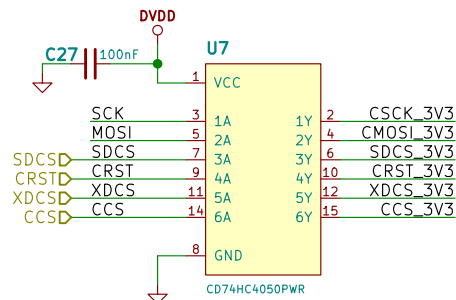 DVDD
C27 100nF U7
1 VCC
SCK 3 1A 1Y 2 CSCK_3V3
MOSI 5 2A 2Y 4 CMOSI_3V3
SDCS SDCS 7 3A 3Y 6 SDCS_3V3
CRST CRST 9 4A 4Y 10 CRST_3V3
XDCS XDCS 11 5A 5Y 12 XDCS_3V3
CCS CCS 14 6A 6Y 15 CCS_3V3
8 GND
CD74HC4050PWR